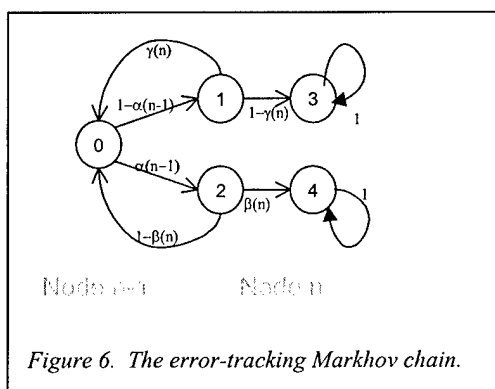 γ(n)
1
3
1−α(n-1)
1−γ(n)
1
0
α(n−1)
2
4
1
β(n)
1−β(n)
Node n-1 Node n
Figure 6. The error-tracking Markhov chain.